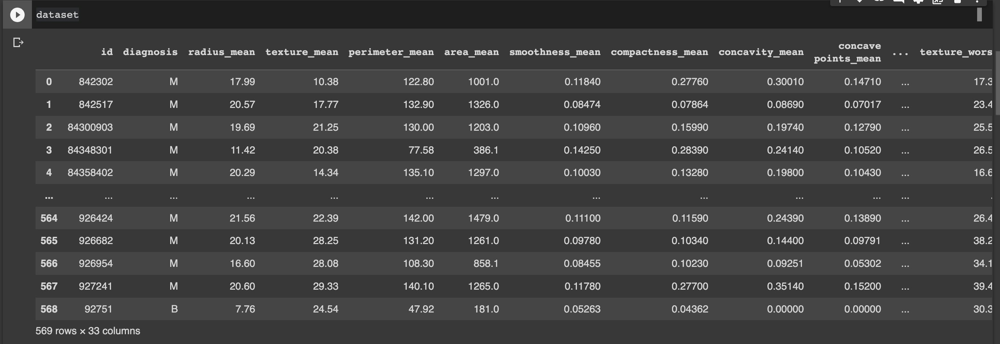 dataset
id diagnosis radius_mean texture_mean perimeter_mean area_mean smoothness_mean compactness_mean concavity_mean concave points_mean ... texture_wors
0 842302 M 17.99 10.38 122.80 1001.0 0.11840 0.27760 0.30010 0.14710 ... 17.3
1 842517 M 20.57 17.77 132.90 1326.0 0.08474 0.07864 0.08690 0.07017 ... 23.4
2 84300903 M 19.69 21.25 130.00 1203.0 0.10960 0.15990 0.19740 0.12790 ... 25.5
3 84348301 M 11.42 20.38 77.58 386.1 0.14250 0.28390 0.24140 0.10520 ... 26.5
4 84358402 M 20.29 14.34 135.10 1297.0 0.10030 0.13280 0.19800 0.10430 ... 16.6
... ... ... ... ... ... ... ... ... ... ... ... .
564 926424 M 21.56 22.39 142.00 1479.0 0.11100 0.11590 0.24390 0.13890 ... 26.4
565 926682 M 20.13 28.25 131.20 1261.0 0.09780 0.10340 0.14400 0.09791 ... 38.2
566 926954 M 16.60 28.08 108.30 858.1 0.08455 0.10230 0.09251 0.05302 ... 34.1
567 927241 M 20.60 29.33 140.10 1265.0 0.11780 0.27700 0.35140 0.15200 ... 39.4
568 92751 B 7.76 24.54 47.92 181.0 0.05263 0.04362 0.00000 0.00000 ... 30.3
569 rows × 33 columns